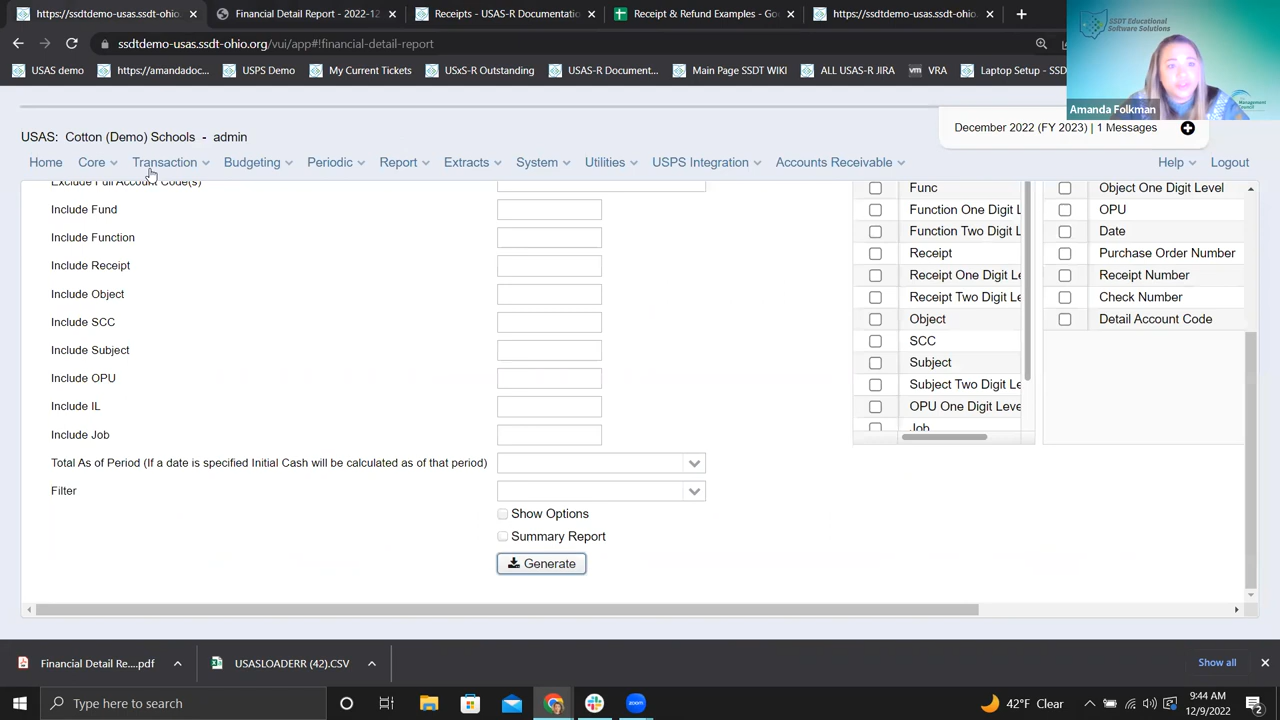 https://ssdtdemo-usas.ssdt-ohio.
Financial Detail Report - 2022-12
Receipts - USAS-R Documentatio
Receipt & Refund Examples - Go
https://ssdtdemo-usas.ssdt-ohio.
ssdtdemo-usas.ssdt-ohio.org/vui/app#!financial-detail-report
USAS demo
https://amandadoc...
USPS Demo
My Current Tickets
USxS Outstanding
USAS-R Document...
Main Page SSDT WIKI
ALL USAS-R JIRA
vm VRA
Laptop Setup - SSD
SSDT Educational
Software Solutions
Amanda Folkman
USAS: Cotton (Demo) Schools - admin
December 2022 (FY 2023) | 1 Messages
Home
Core
Transaction
Budgeting
Periodic
Report
Extracts
System
Utilities
USPS Integration
Accounts Receivable
Help
Logout
Exclude Full Account Code(s)
Include Fund
Include Function
Include Receipt
Include Object
Include SCC
Include Subject
Include OPU
Include IL
Include Job
Total As of Period (If a date is specified Initial Cash will be calculated as of that period)
Filter
Show Options
Summary Report
Generate
Func
Function One Digit L
Function Two Digit L
Receipt
Receipt One Digit Le
Receipt Two Digit Le
Object
SCC
Subject
Subject Two Digit Le
OPU One Digit Leve
Job
Object One Digit Level
OPU
Date
Purchase Order Number
Receipt Number
Check Number
Detail Account Code
Financial Detail Re....pdf
USASLOADERR (42).CSV
Show all
Type here to search
zoom
42°F Clear
9:44 AM
12/9/2022
2